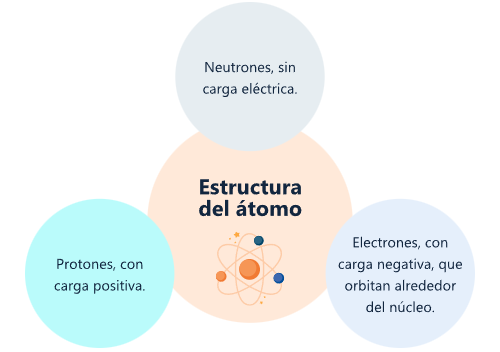 Neutrones, sin
carga eléctrica.
Estructura
del átomo
Protones, con
carga positiva.
Electrones, con
carga negativa, que
orbitan alrededor
del núcleo.